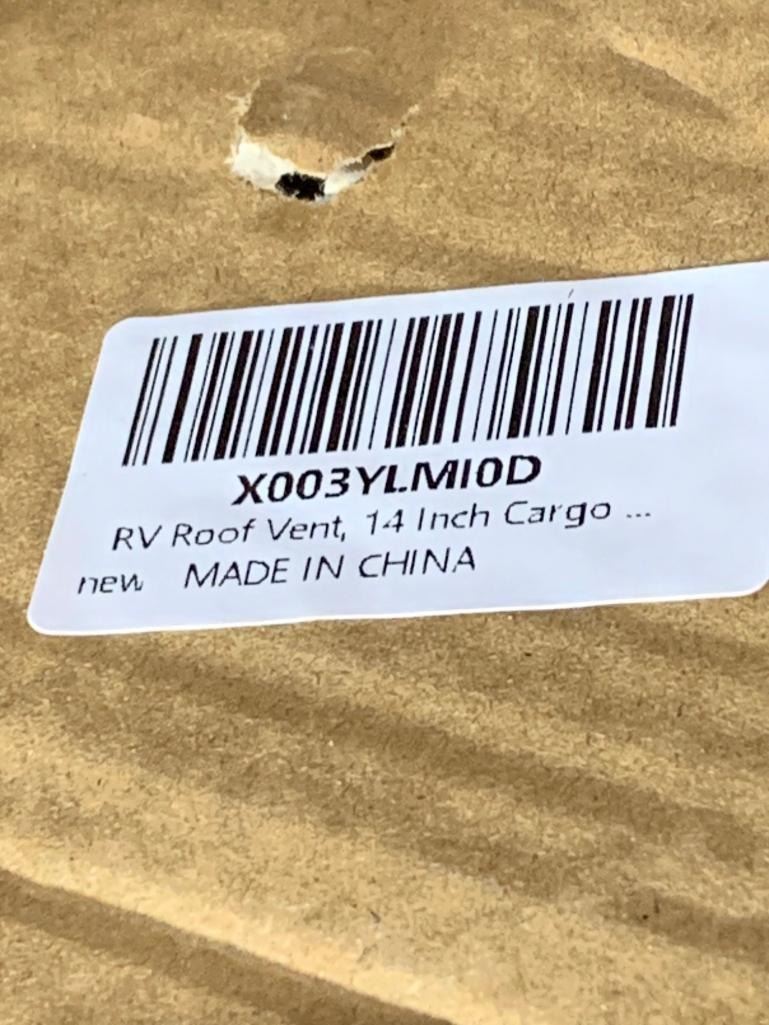 X003YLMI0D
RV Roof Vent, 14 Inch Cargo ...
new MADE IN CHINA